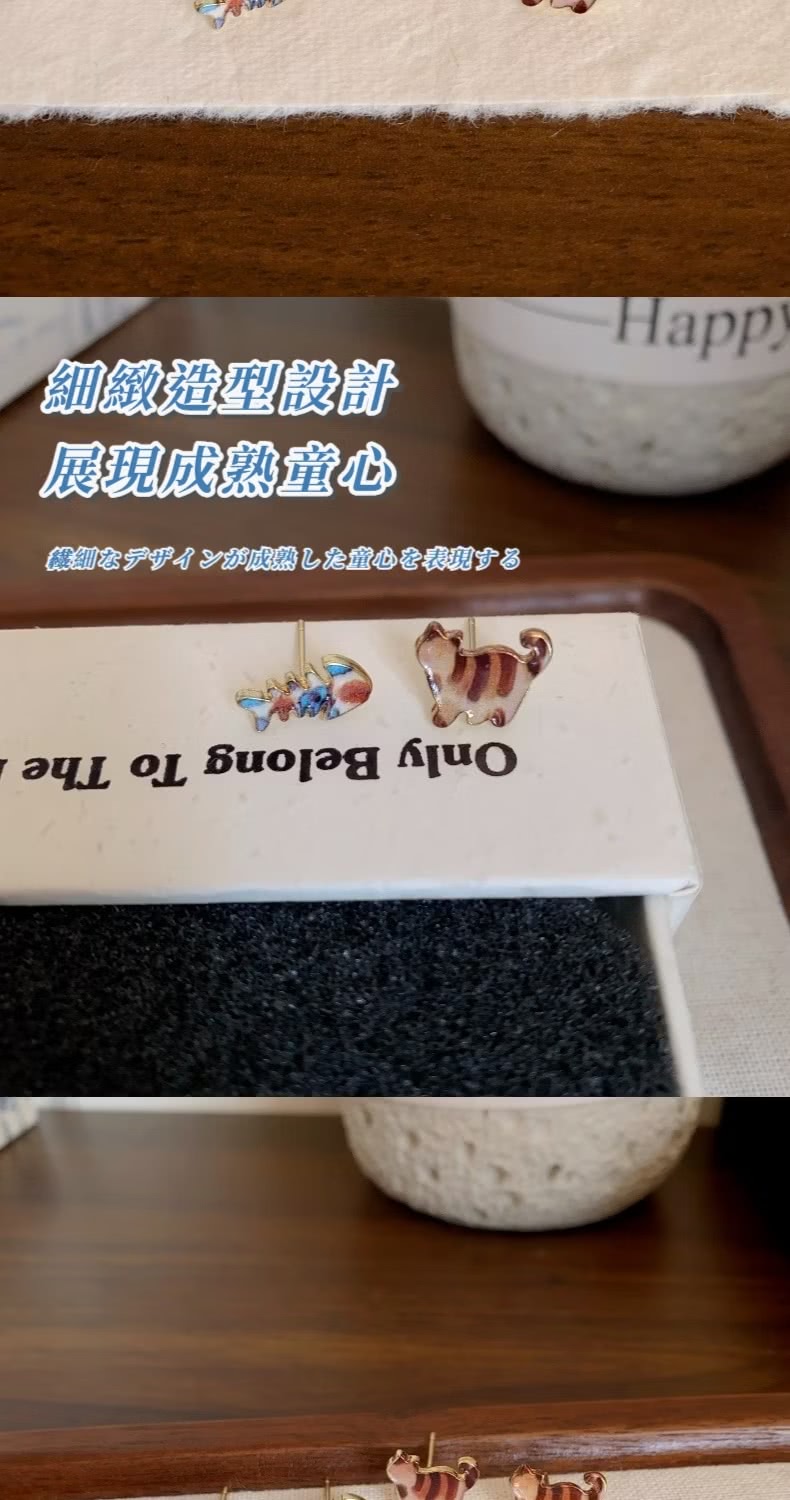 Happy
細緻造型設計
展現成熟童心
繊細なデザインが成熟した童心を表現する
Only Belong To The